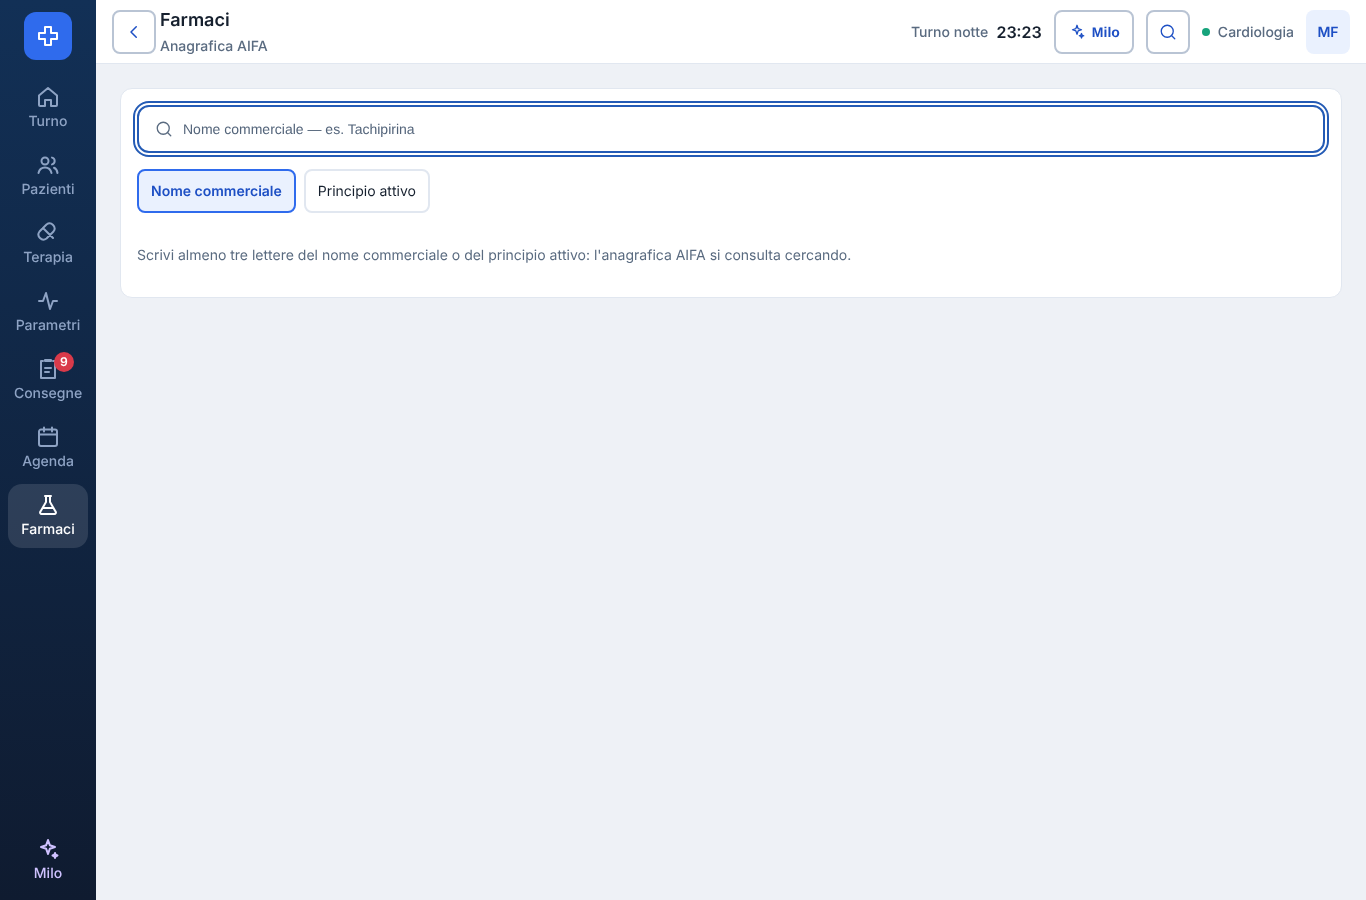 Farmaci
Anagrafica AIFA
Turno notte 23:23
Milo
Cardiologia
MF
Turno
Pazienti
Terapia
Parametri
9
Consegne
Agenda
Farmaci
Milo
Nome commerciale — es. Tachipirina
Nome commerciale
Principio attivo
Scrivi almeno tre lettere del nome commerciale o del principio attivo: l'anagrafica AIFA si consulta cercando.